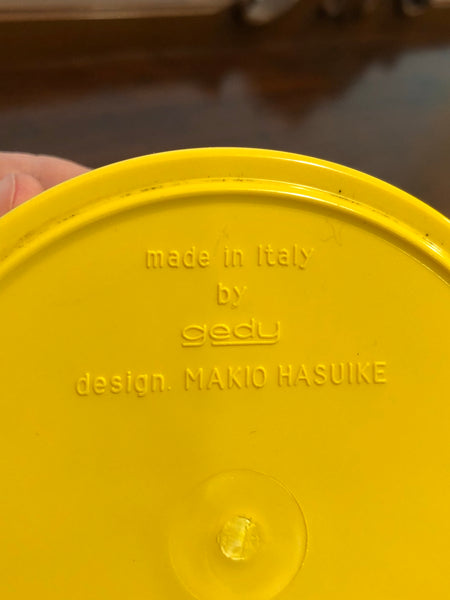 made in Italy
by
gedy
design. MAKIO HASUIKE